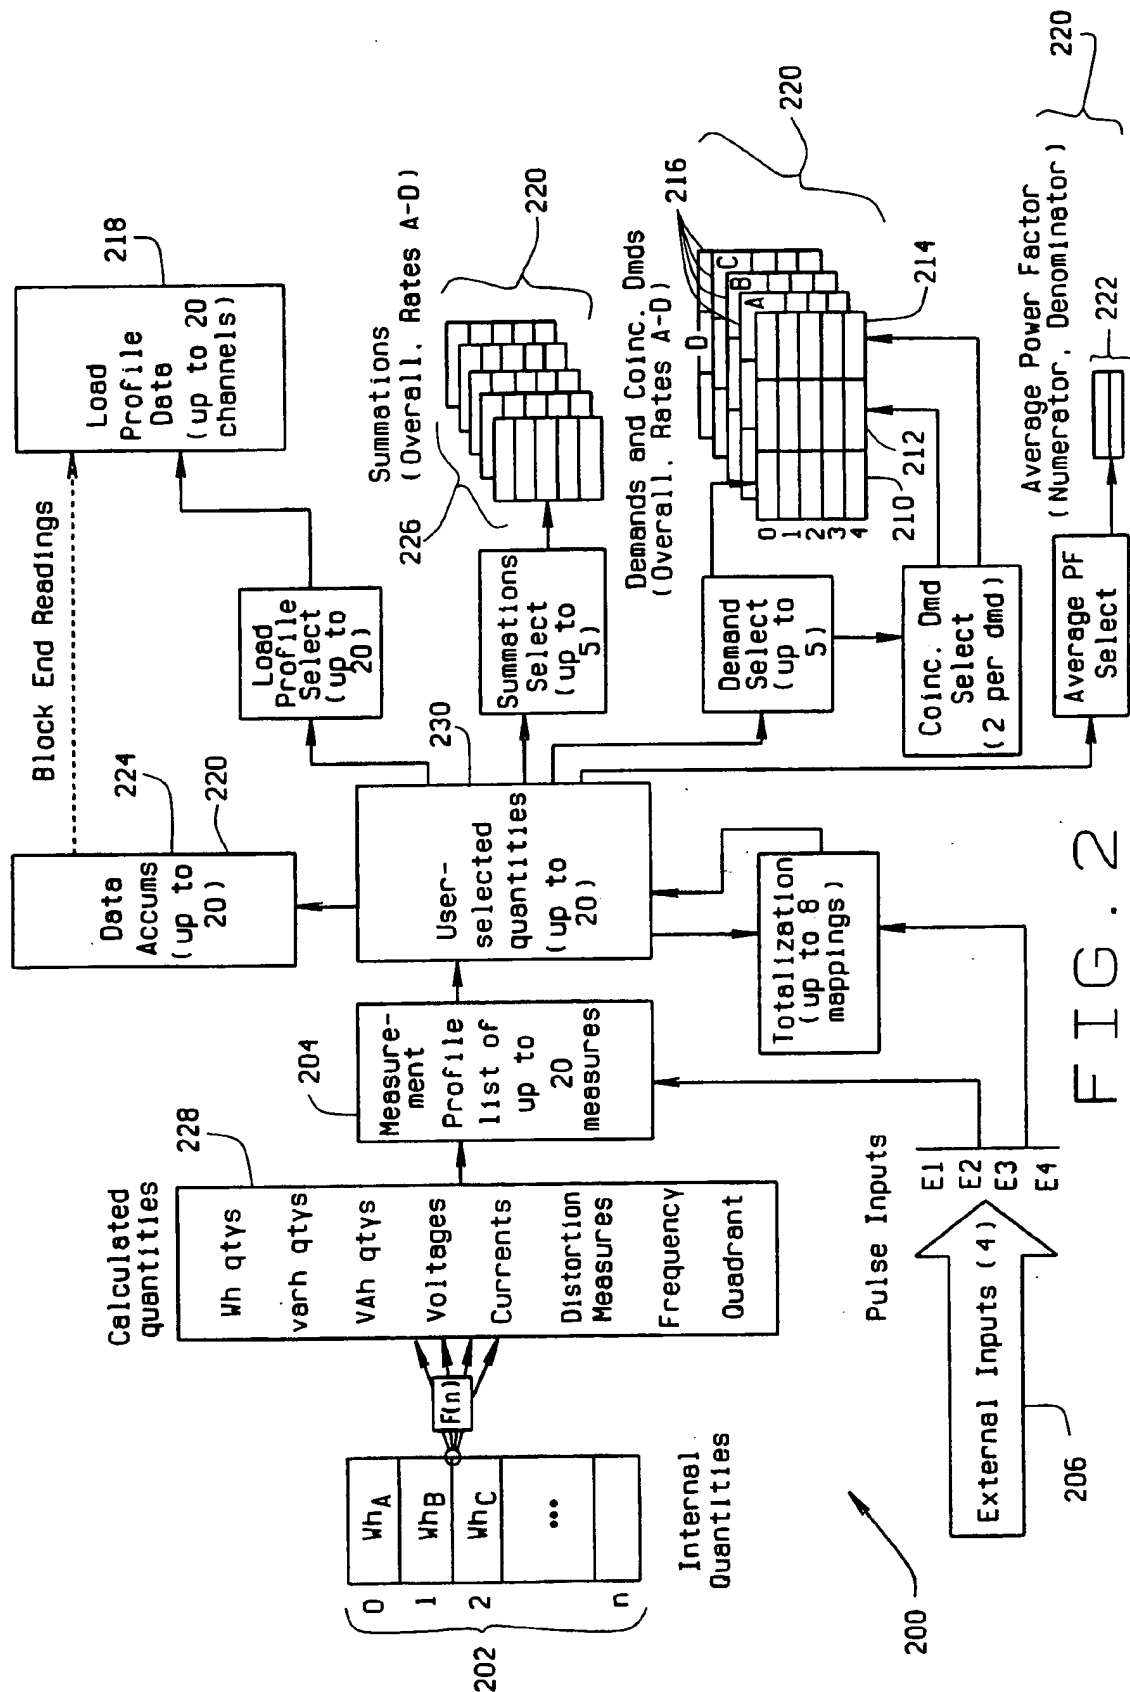 Block End Readings
224
220
Data
Accums
(up to
20)
Load
Profile
Data
(up to 20
channels)
218
Load
Profile
Select
(up to
20)
Summations
(Overall, Rates A-D)
226
220
Summations
Select
(up to
5)
230
User-
selected
quantities
(up to
20)
204
Measure-
ment
Profile
list of
up to
20
measures
Calculated
quantities
228
Wh qtys
varh qtys
VAh qtys
Voltages
Currents
Distortion
Measures
Frequency
Quadrant
F(n)
0 WhA
1 WhB
2 WhC
...
n
202
Internal
Quantities
Demands and Coinc. Dmds
(Overall, Rates A-D)
216
220
D
C
B
A
0
1
2
3
4
210
212
214
Demand
Select
(up to
5)
Coinc. Dmd
Select
(2 per dmd)
Totalization
(up to 8
mappings)
Average Power Factor
(Numerator, Denominator)
220
222
Average PF
Select
Pulse Inputs
E1
E2
E3
E4
External Inputs (4)
206
200
FIG. 2